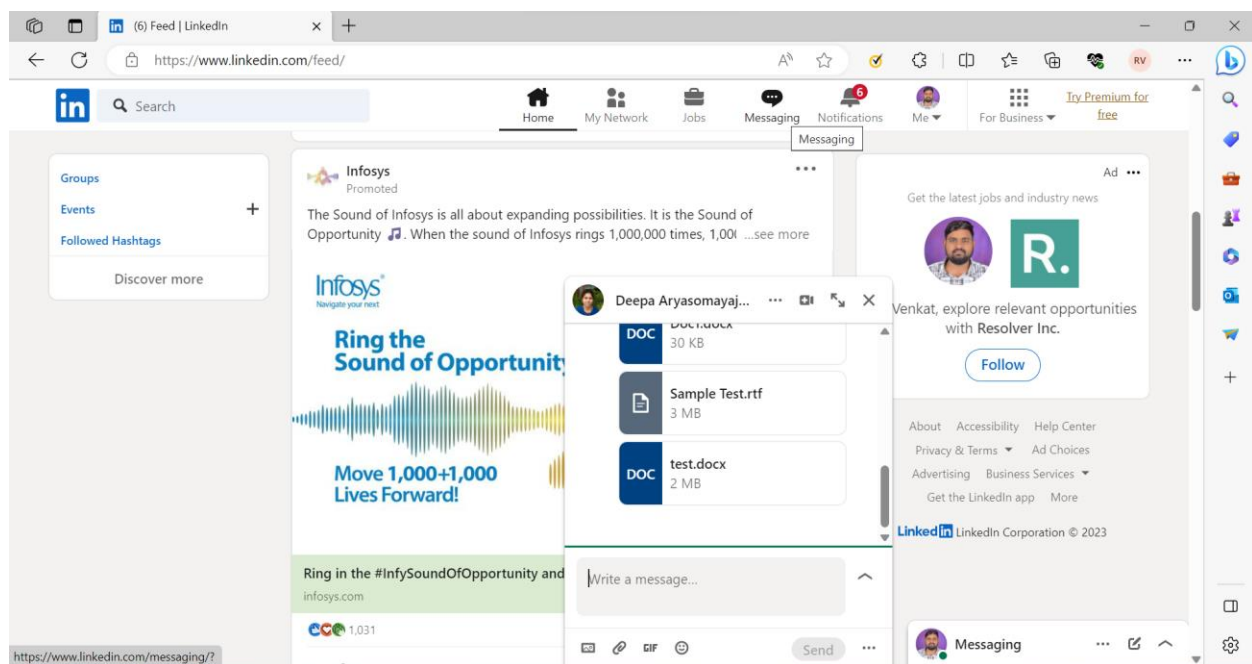 (6) Feed | LinkedIn
https://www.linkedin.com/feed/
RV
in
Search
Home
My Network
Jobs
Messaging
6
Notifications
Me
For Business
Try Premium for
free
Messaging
Groups
Events
Followed Hashtags
Discover more
Infosys
Promoted
The Sound of Infosys is all about expanding possibilities. It is the Sound of
Opportunity 🎵. When the sound of Infosys rings 1,000,000 times, 1,00 ...see more
Infosys
Navigate your next
Ring the
Sound of Opportunity
Move 1,000+1,000
Lives Forward!
Ring in the #InfySoundOfOpportunity and
infosys.com
1,031
Deepa Aryasomayaj...
DOC
Doc1.docx
30 KB
Sample Test.rtf
3 MB
DOC
test.docx
2 MB
Write a message...
GIF
Send
Ad
Get the latest jobs and industry news
R.
Venkat, explore relevant opportunities
with Resolver Inc.
Follow
About Accessibility Help Center
Privacy & Terms Ad Choices
Advertising Business Services
Get the LinkedIn app More
LinkedIn LinkedIn Corporation © 2023
Messaging
https://www.linkedin.com/messaging/?